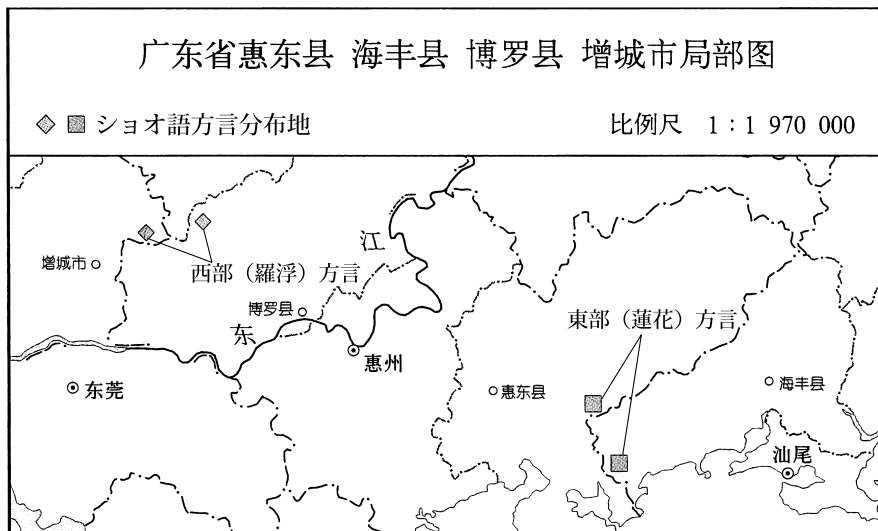 广东省惠东县 海丰县 博罗县 增城市局部图
ショオ語方言分布地
比例尺 1:1 970 000
江
增城市
西部（羅浮）方言
博罗县
东
惠州
东莞
東部（蓮花）方言
惠东县
海丰县
汕尾